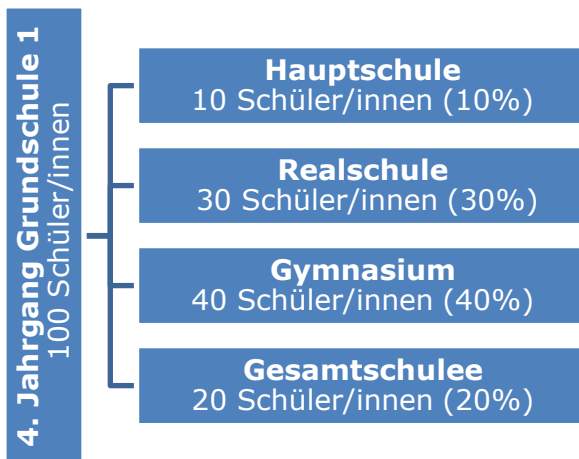 4. Jahrgang Grundschule 1
100 Schüler/innen
Hauptschule
10 Schüler/innen (10%)
Realschule
30 Schüler/innen (30%)
Gymnasium
40 Schüler/innen (40%)
Gesamtschulee
20 Schüler/innen (20%)